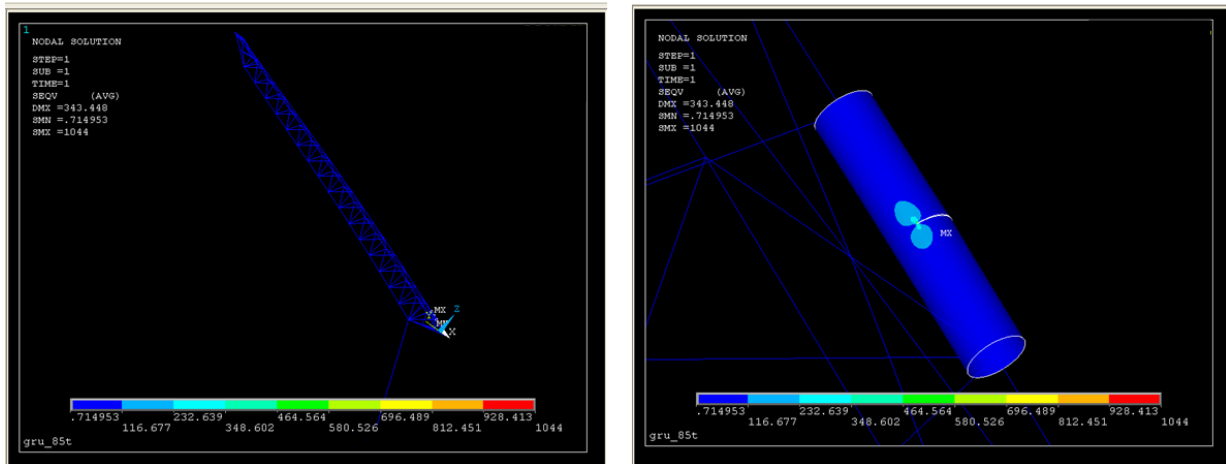 1
NODAL SOLUTION
STEP=1
SUB =1
TIME=1
SEQV (AVG)
DMX =343.448
SMN =.714953
SMX =1044
MX
Z
Y
MN
X
.714953 232.639 464.564 696.489 928.413
116.677 348.602 580.526 812.451 1044
gru_85t
NODAL SOLUTION
STEP=1
SUB =1
TIME=1
SEQV (AVG)
DMX =343.448
SMN =.714953
SMX =1044
MX
.714953 232.639 464.564 696.489 928.413
116.677 348.602 580.526 812.451 1044
gru_85t